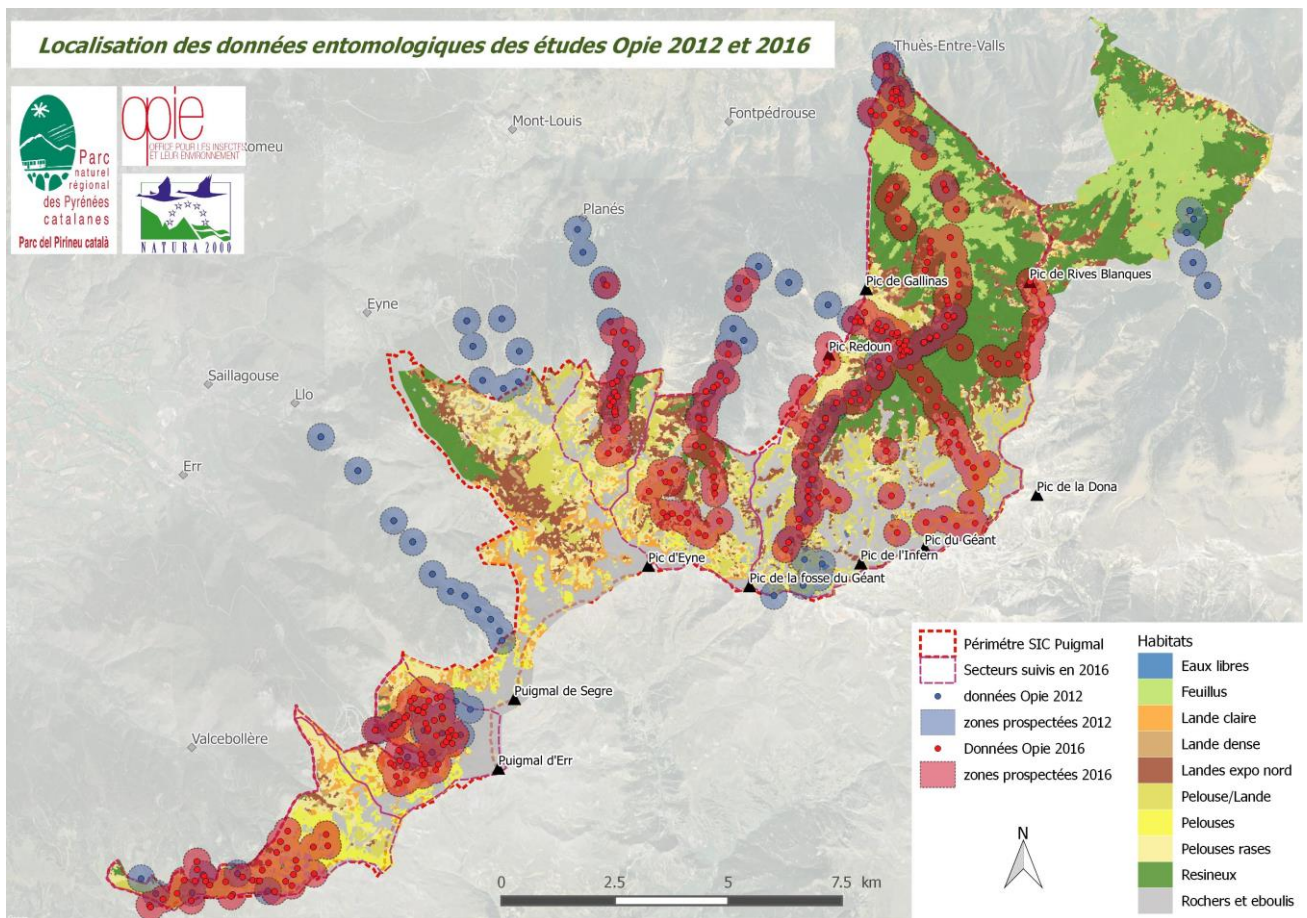 Localisation des données entomologiques des études Opie 2012 et 2016
Parc
naturel
régional
des Pyrénées
catalanes
Parc del Pirineu català
opie
OFFICE POUR LES INSECTES
ET LEUR ENVIRONNEMENT
NATURA 2000
Thuès-Entre-Valls
Mont-Louis
Fontpédrouse
Planés
Pic de Gallinas
Pic de Rives Blanques
Eyne
Pic Redoun
Saillagouse
Llo
Err
Pic de la Dona
Pic du Géant
Pic d'Eyne
Pic de l'Infern
Pic de la fosse du Géant
Puigmal de Segre
Valcebollère
Puigmal d'Err
0 2.5 5 7.5 km
N
Périmétre SIC Puigmal
Secteurs suivis en 2016
données Opie 2012
zones prospectées 2012
Données Opie 2016
zones prospectées 2016
Habitats
Eaux libres
Feuillus
Lande claire
Lande dense
Landes expo nord
Pelouse/Lande
Pelouses
Pelouses rases
Resineux
Rochers et eboulis